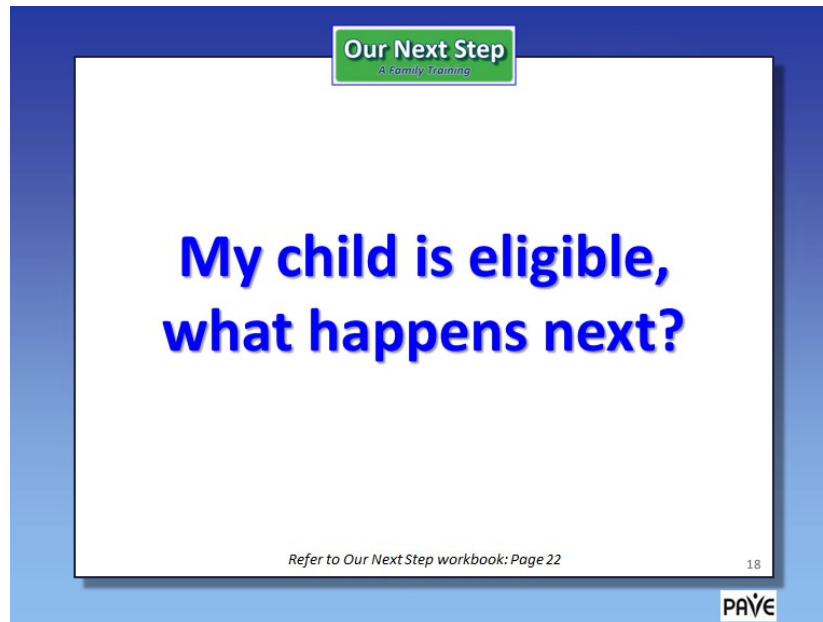 Our Next Step
A Family Training
My child is eligible,
what happens next?
Refer to Our Next Step workbook: Page 22
18
PAVE